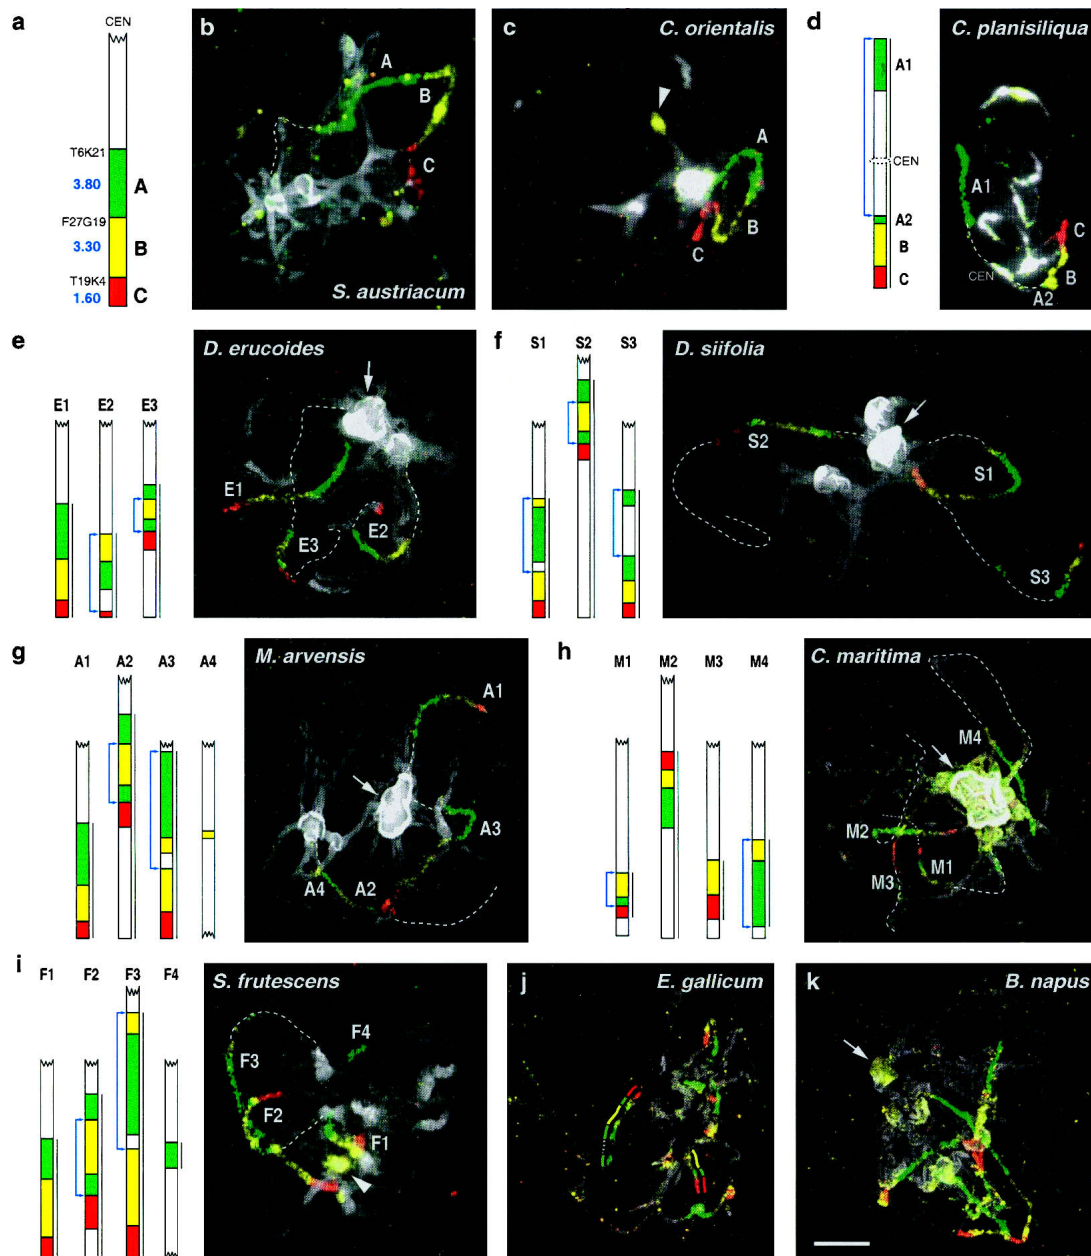 a
CEN
T6K21
3.80
A
F27G19
3.30
B
T19K4
1.60
C
b
A
B
C
S. austriacum
c
C. orientalis
A
B
C
d
A1
CEN
A2
B
C
C. planisiliqua
A1
C
CEN
B
A2
e
E1 E2 E3
D. erucoides
E1
E2
E3
f
S1 S2 S3
D. siifolia
S2
S1
S3
g
A1 A2 A3 A4
M. arvensis
A1
A3
A4
A2
h
M1 M2 M3 M4
C. maritima
M4
M2
M3
M1
i
F1 F2 F3 F4
S. frutescens
F4
F3
F2
F1
j
E. gallicum
k
B. napus